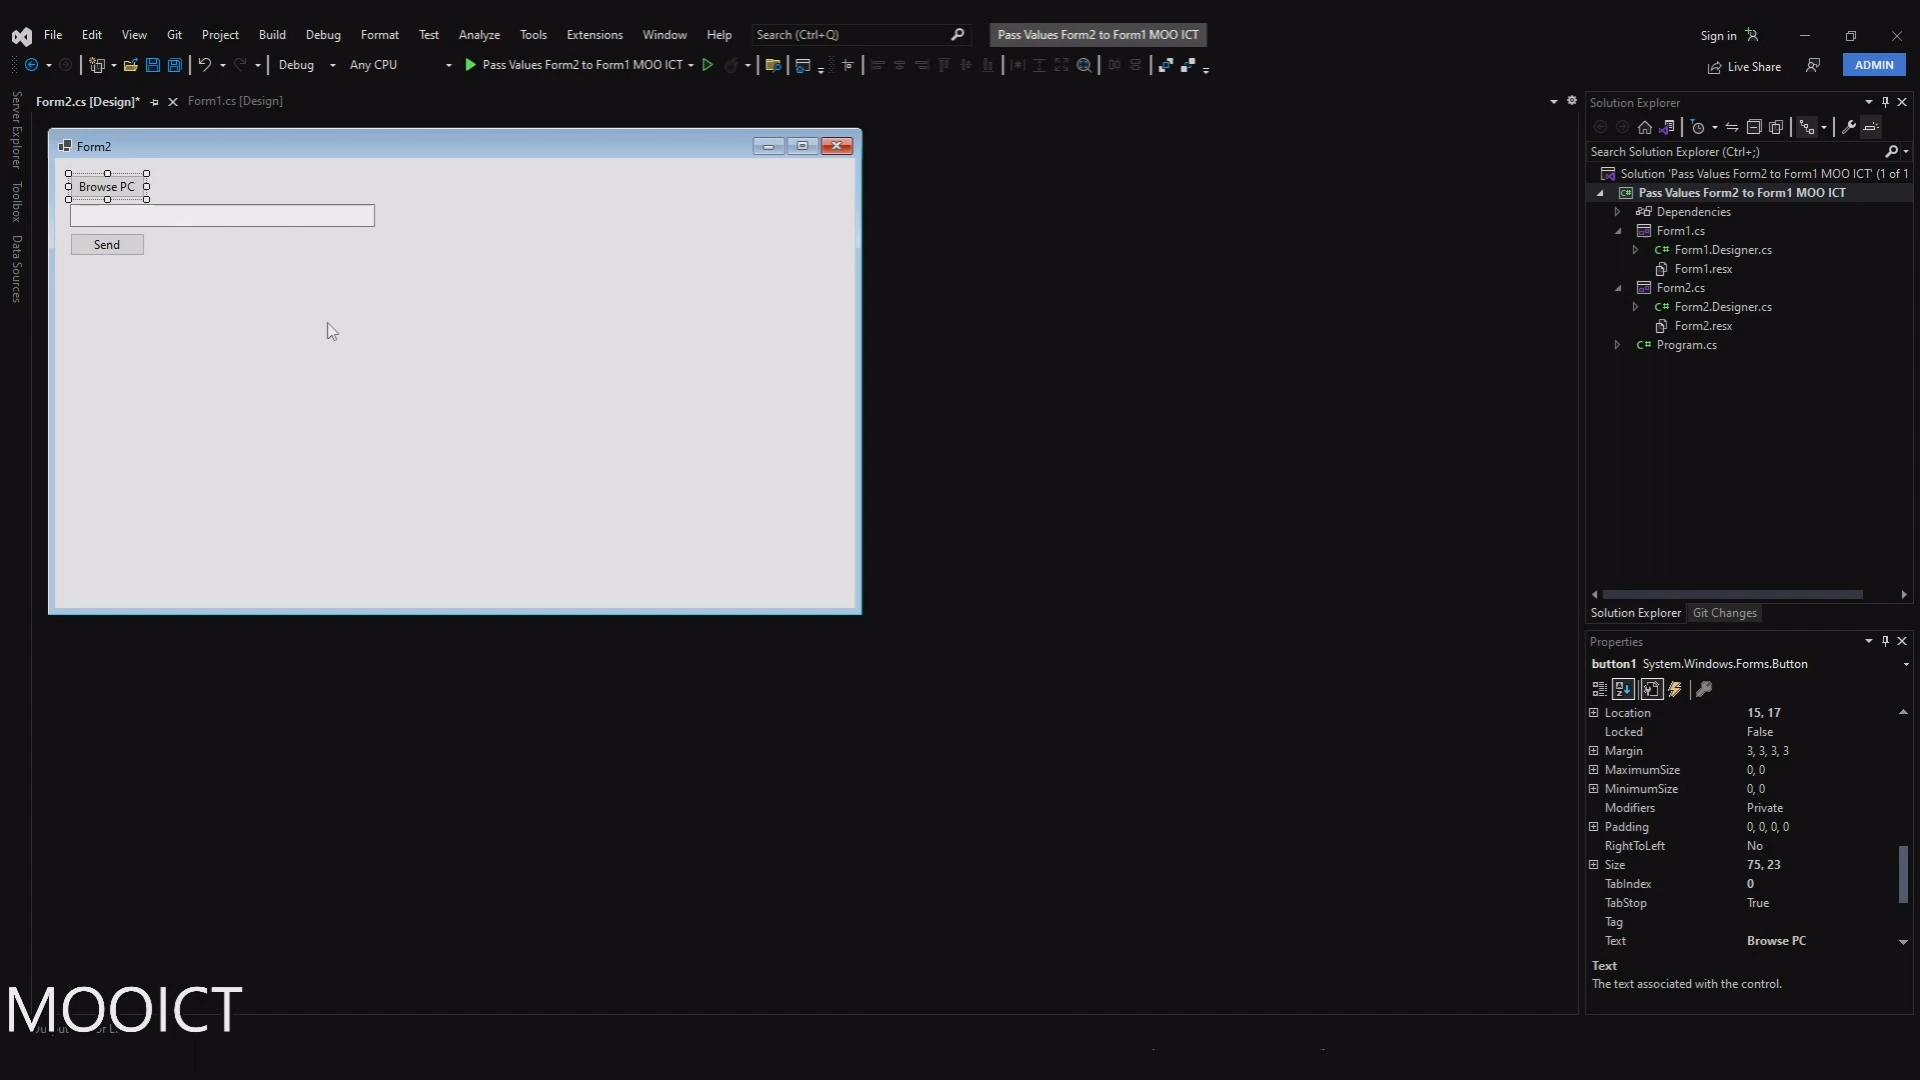 File Edit View Git Project Build Debug Format Test Analyze Tools Extensions Window Help Search (Ctrl+Q) Pass Values Form2 to Form1 MOO ICT Sign in
Debug Any CPU Pass Values Form2 to Form1 MOO ICT Live Share ADMIN
Server Explorer
Toolbox
Data Sources
Form2.cs [Design]* Form1.cs [Design]
Form2
Browse PC
Send
Solution Explorer
Search Solution Explorer (Ctrl+;)
Solution 'Pass Values Form2 to Form1 MOO ICT' (1 of 1
Pass Values Form2 to Form1 MOO ICT
Dependencies
Form1.cs
C# Form1.Designer.cs
Form1.resx
Form2.cs
C# Form2.Designer.cs
Form2.resx
C# Program.cs
Solution Explorer Git Changes
Properties
button1 System.Windows.Forms.Button
Location 15, 17
Locked False
Margin 3, 3, 3, 3
MaximumSize 0, 0
MinimumSize 0, 0
Modifiers Private
Padding 0, 0, 0, 0
RightToLeft No
Size 75, 23
TabIndex 0
TabStop True
Tag
Text Browse PC
Text
The text associated with the control.
MOOICT